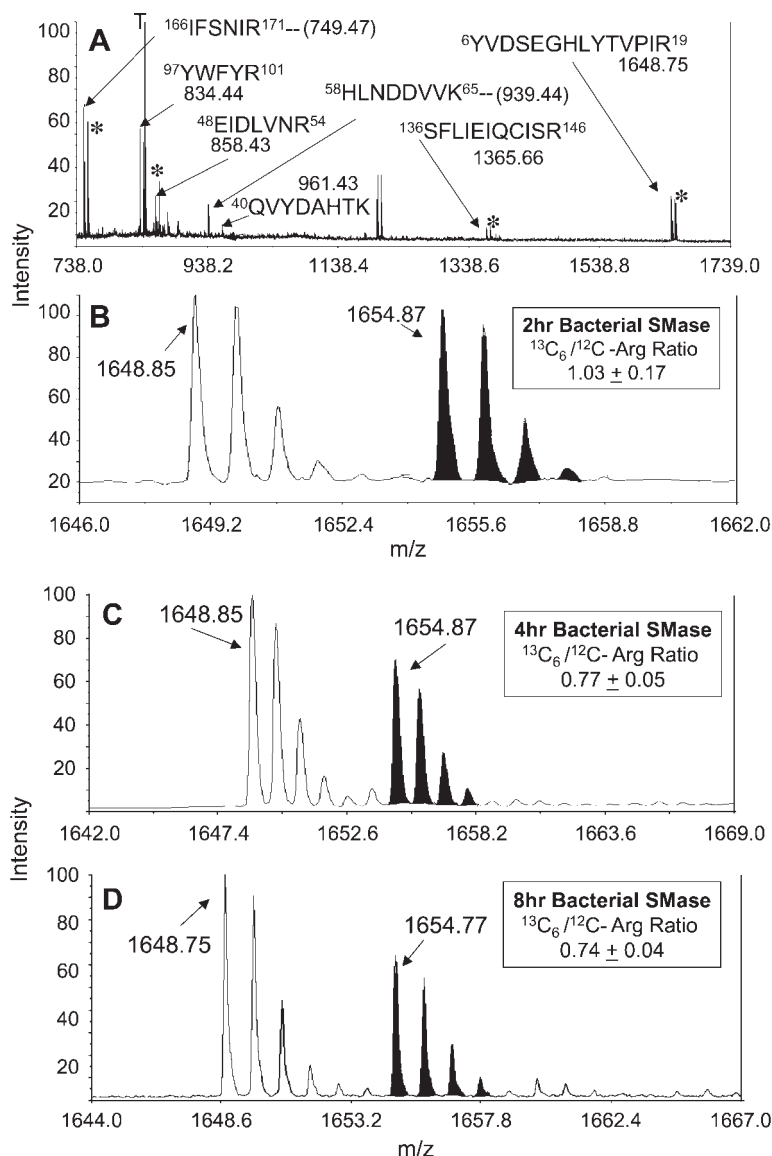 A
T
¹⁶⁶IFSNIR¹⁷¹--(749.47)
⁹⁷YWFYR¹⁰¹
834.44
⁴⁸EIDLVNR⁵⁴
858.43
⁵⁸HLNDDVVK⁶⁵--(939.44)
961.43
⁴⁰QVYDAHTK
¹³⁶SFLIEIQCISR¹⁴⁶
1365.66
⁶YVDSEGHLYTVPIR¹⁹
1648.75
*
*
*
*
100
80
60
40
20
738.0 938.2 1138.4 1338.6 1538.8 1739.0
Intensity
B
1648.85
1654.87
2hr Bacterial SMase
¹³C₆/¹²C -Arg Ratio
1.03 ± 0.17
100
80
60
40
20
1646.0 1649.2 1652.4 1655.6 1658.8 1662.0
m/z
C
1648.85
1654.87
4hr Bacterial SMase
¹³C₆/¹²C- Arg Ratio
0.77 ± 0.05
100
80
60
40
20
1642.0 1647.4 1652.6 1658.2 1663.6 1669.0
Intensity
D
1648.75
1654.77
8hr Bacterial SMase
¹³C₆/¹²C- Arg Ratio
0.74 ± 0.04
100
80
60
40
20
1644.0 1648.6 1653.2 1657.8 1662.4 1667.0
m/z